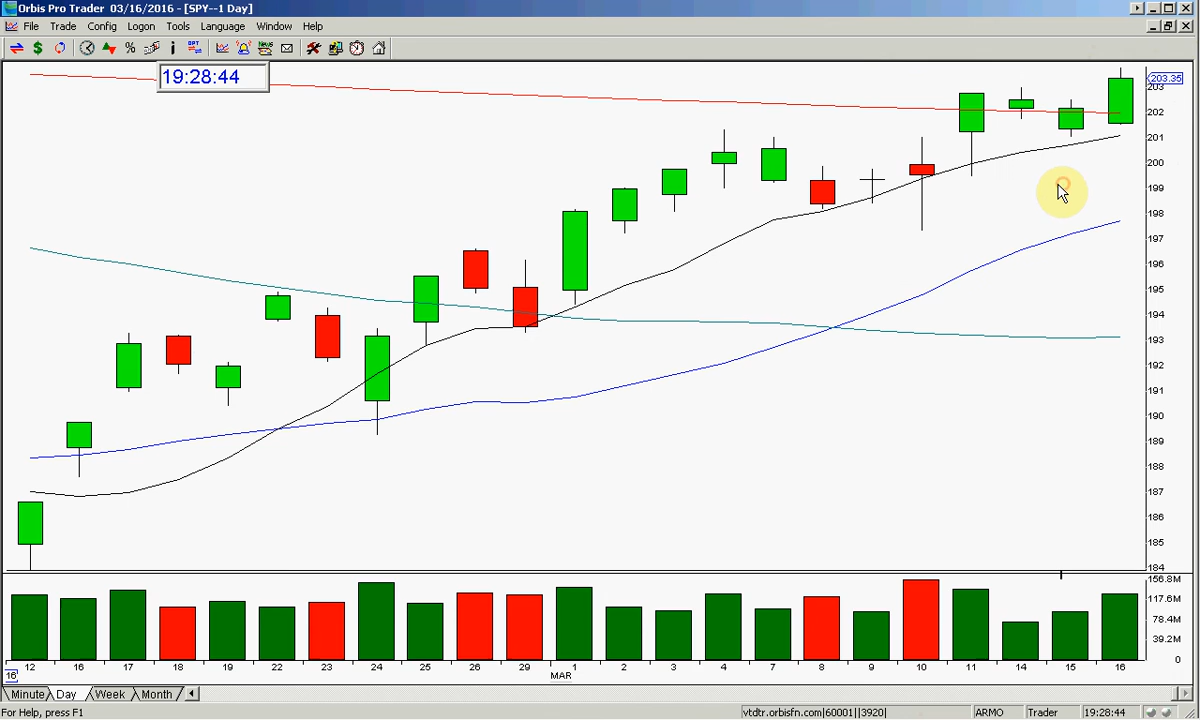 Orbis Pro Trader 03/16/2016 - [SPY--1 Day]
File Trade Config Logon Tools Language Window Help
19:28:44
203.35
203
202
201
200
199
198
197
196
195
194
193
192
191
190
189
188
187
186
185
184
156.8M
117.6M
78.4M
39.2M
0
12 16 17 18 19 22 23 24 25 26 29 1 2 3 4 7 8 9 10 11 14 15 16
16' MAR
Minute Day Week Month
For Help, press F1 vtdtr.orbisfn.com|60001||3920| ARMO Trader 19:28:44